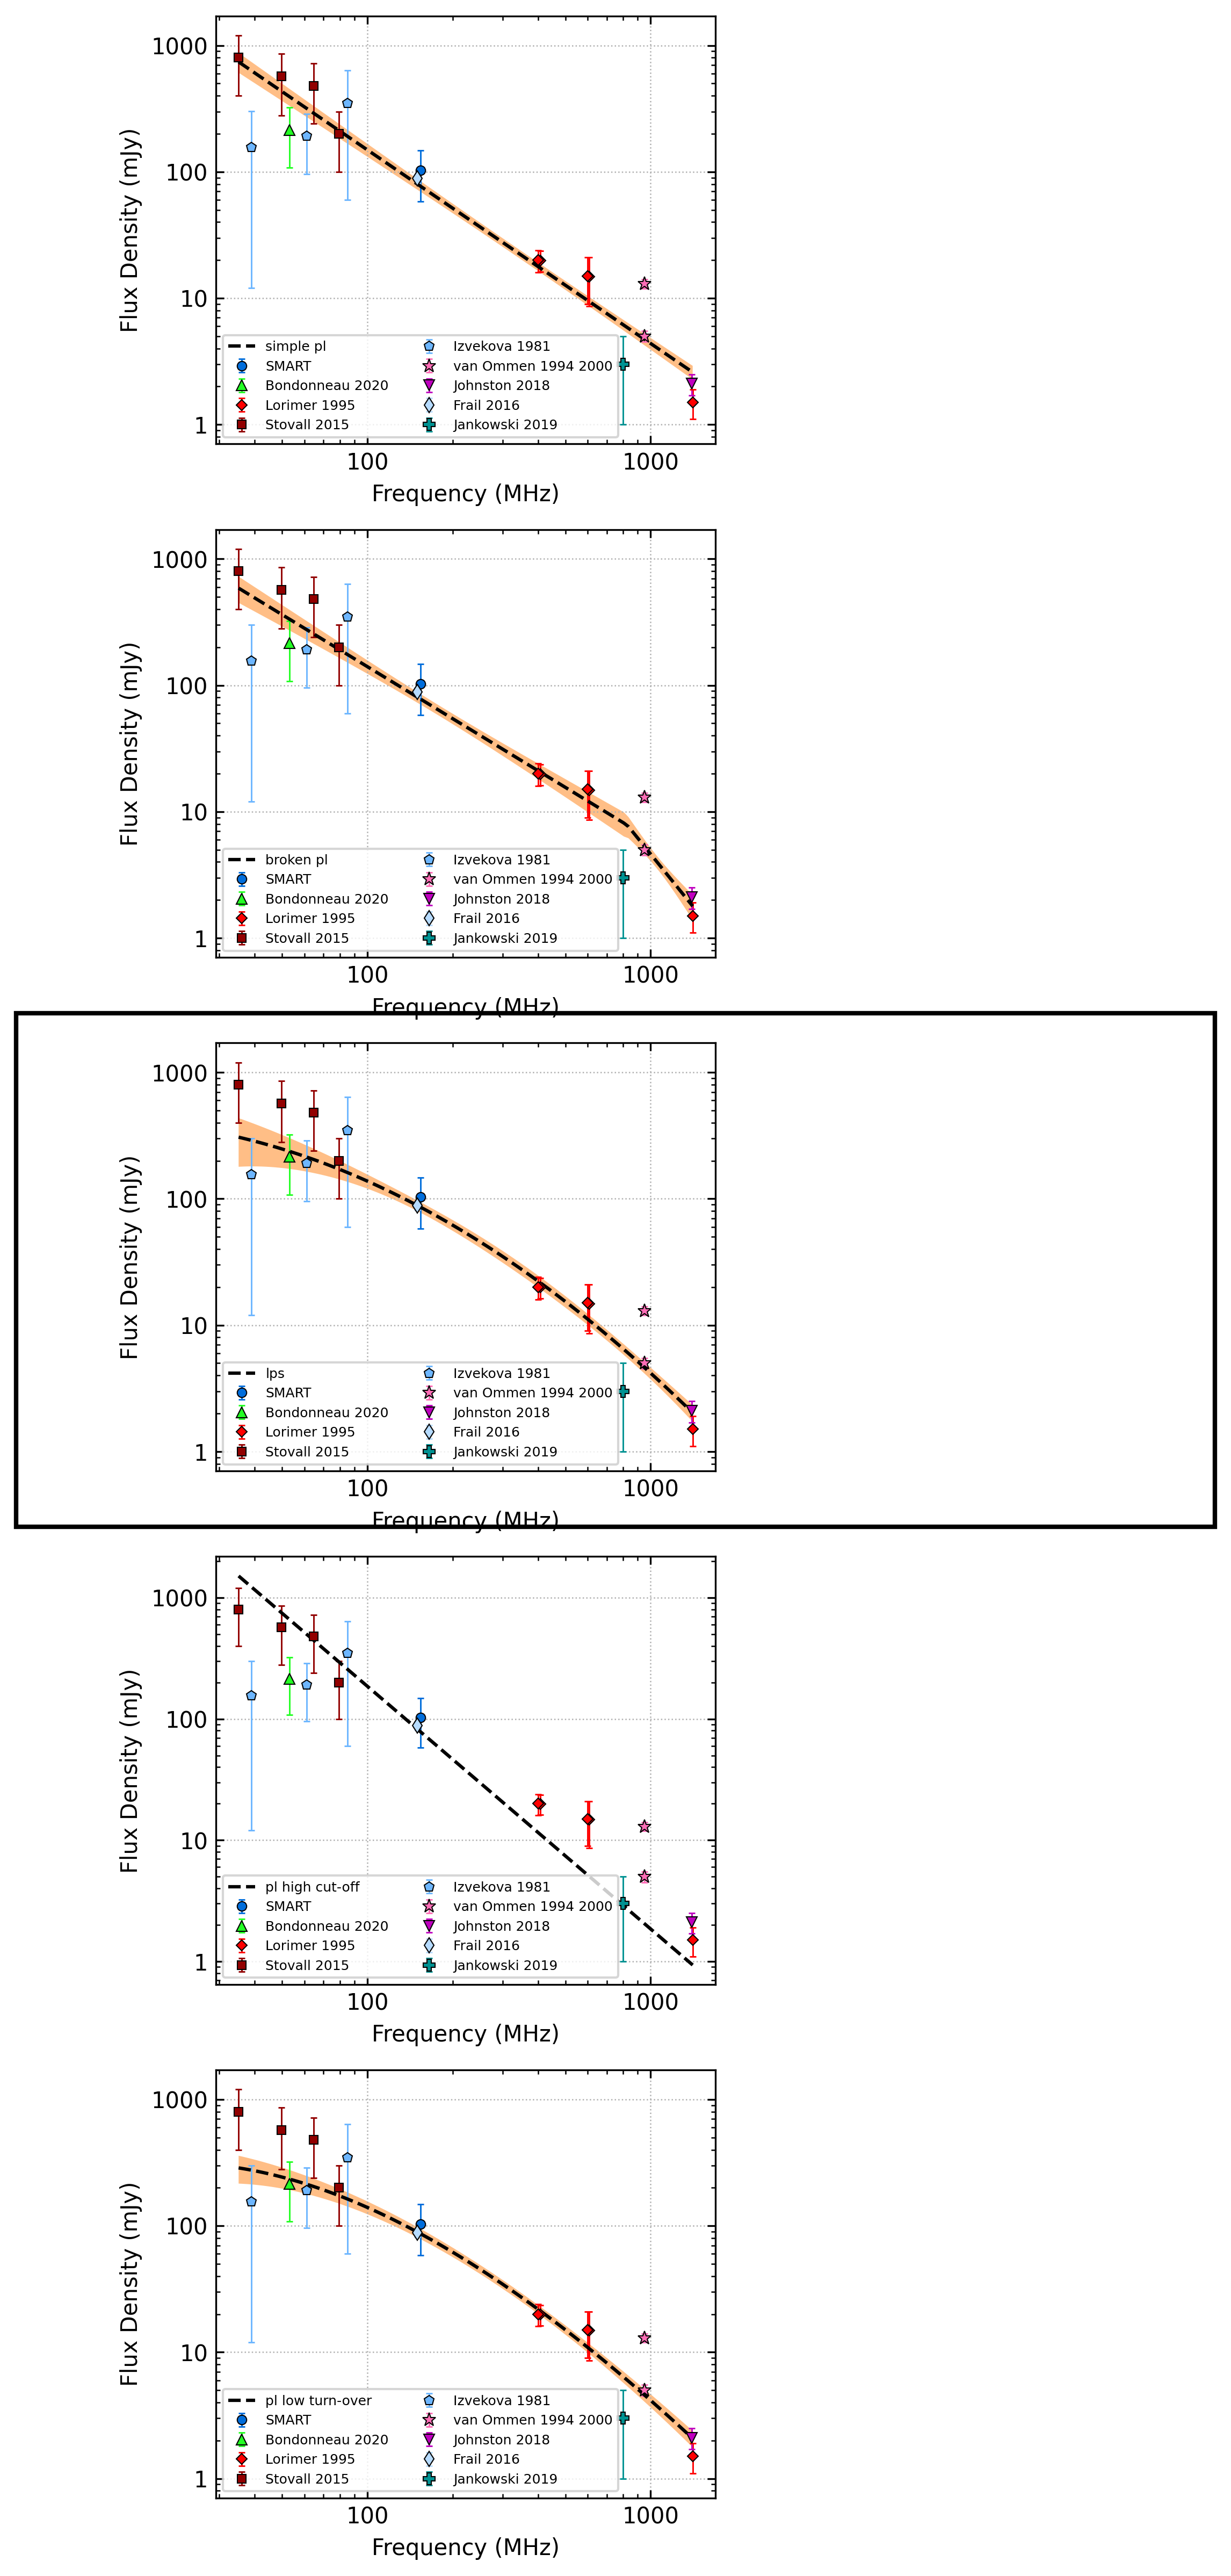 1000
100
10
1
Flux Density (mJy)
simple pl
SMART
Bondonneau 2020
Lorimer 1995
Stovall 2015
Izvekova 1981
van Ommen 1994 2000
Johnston 2018
Frail 2016
Jankowski 2019
100
1000
Frequency (MHz)
1000
100
10
1
Flux Density (mJy)
broken pl
SMART
Bondonneau 2020
Lorimer 1995
Stovall 2015
Izvekova 1981
van Ommen 1994 2000
Johnston 2018
Frail 2016
Jankowski 2019
100
1000
Frequency (MHz)
1000
100
10
1
Flux Density (mJy)
lps
SMART
Bondonneau 2020
Lorimer 1995
Stovall 2015
Izvekova 1981
van Ommen 1994 2000
Johnston 2018
Frail 2016
Jankowski 2019
100
1000
Frequency (MHz)
1000
100
10
1
Flux Density (mJy)
pl high cut-off
SMART
Bondonneau 2020
Lorimer 1995
Stovall 2015
Izvekova 1981
van Ommen 1994 2000
Johnston 2018
Frail 2016
Jankowski 2019
100
1000
Frequency (MHz)
1000
100
10
1
Flux Density (mJy)
pl low turn-over
SMART
Bondonneau 2020
Lorimer 1995
Stovall 2015
Izvekova 1981
van Ommen 1994 2000
Johnston 2018
Frail 2016
Jankowski 2019
100
1000
Frequency (MHz)